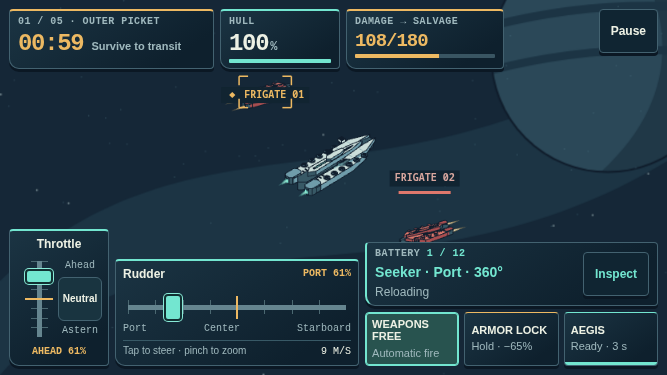 01 / 05 · OUTER PICKET
00:59 Survive to transit
HULL
100%
DAMAGE → SALVAGE
108/180
Pause
◆ FRIGATE 01
FRIGATE 02
Throttle
Ahead
Neutral
Astern
AHEAD 61%
Rudder
PORT 61%
Port
Center
Starboard
Tap to steer · pinch to zoom
9 M/S
BATTERY 1 / 12
Seeker · Port · 360°
Reloading
Inspect
WEAPONS FREE
Automatic fire
ARMOR LOCK
Hold · −65%
AEGIS
Ready · 3 s